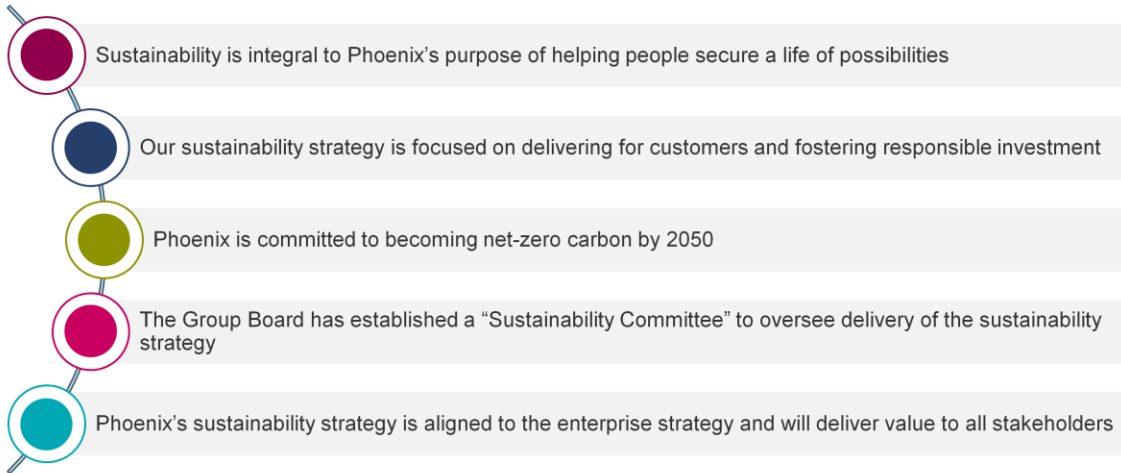 Sustainability is integral to Phoenix’s purpose of helping people secure a life of possibilities
Our sustainability strategy is focused on delivering for customers and fostering responsible investment
Phoenix is committed to becoming net-zero carbon by 2050
The Group Board has established a “Sustainability Committee” to oversee delivery of the sustainability
strategy
Phoenix’s sustainability strategy is aligned to the enterprise strategy and will deliver value to all stakeholders